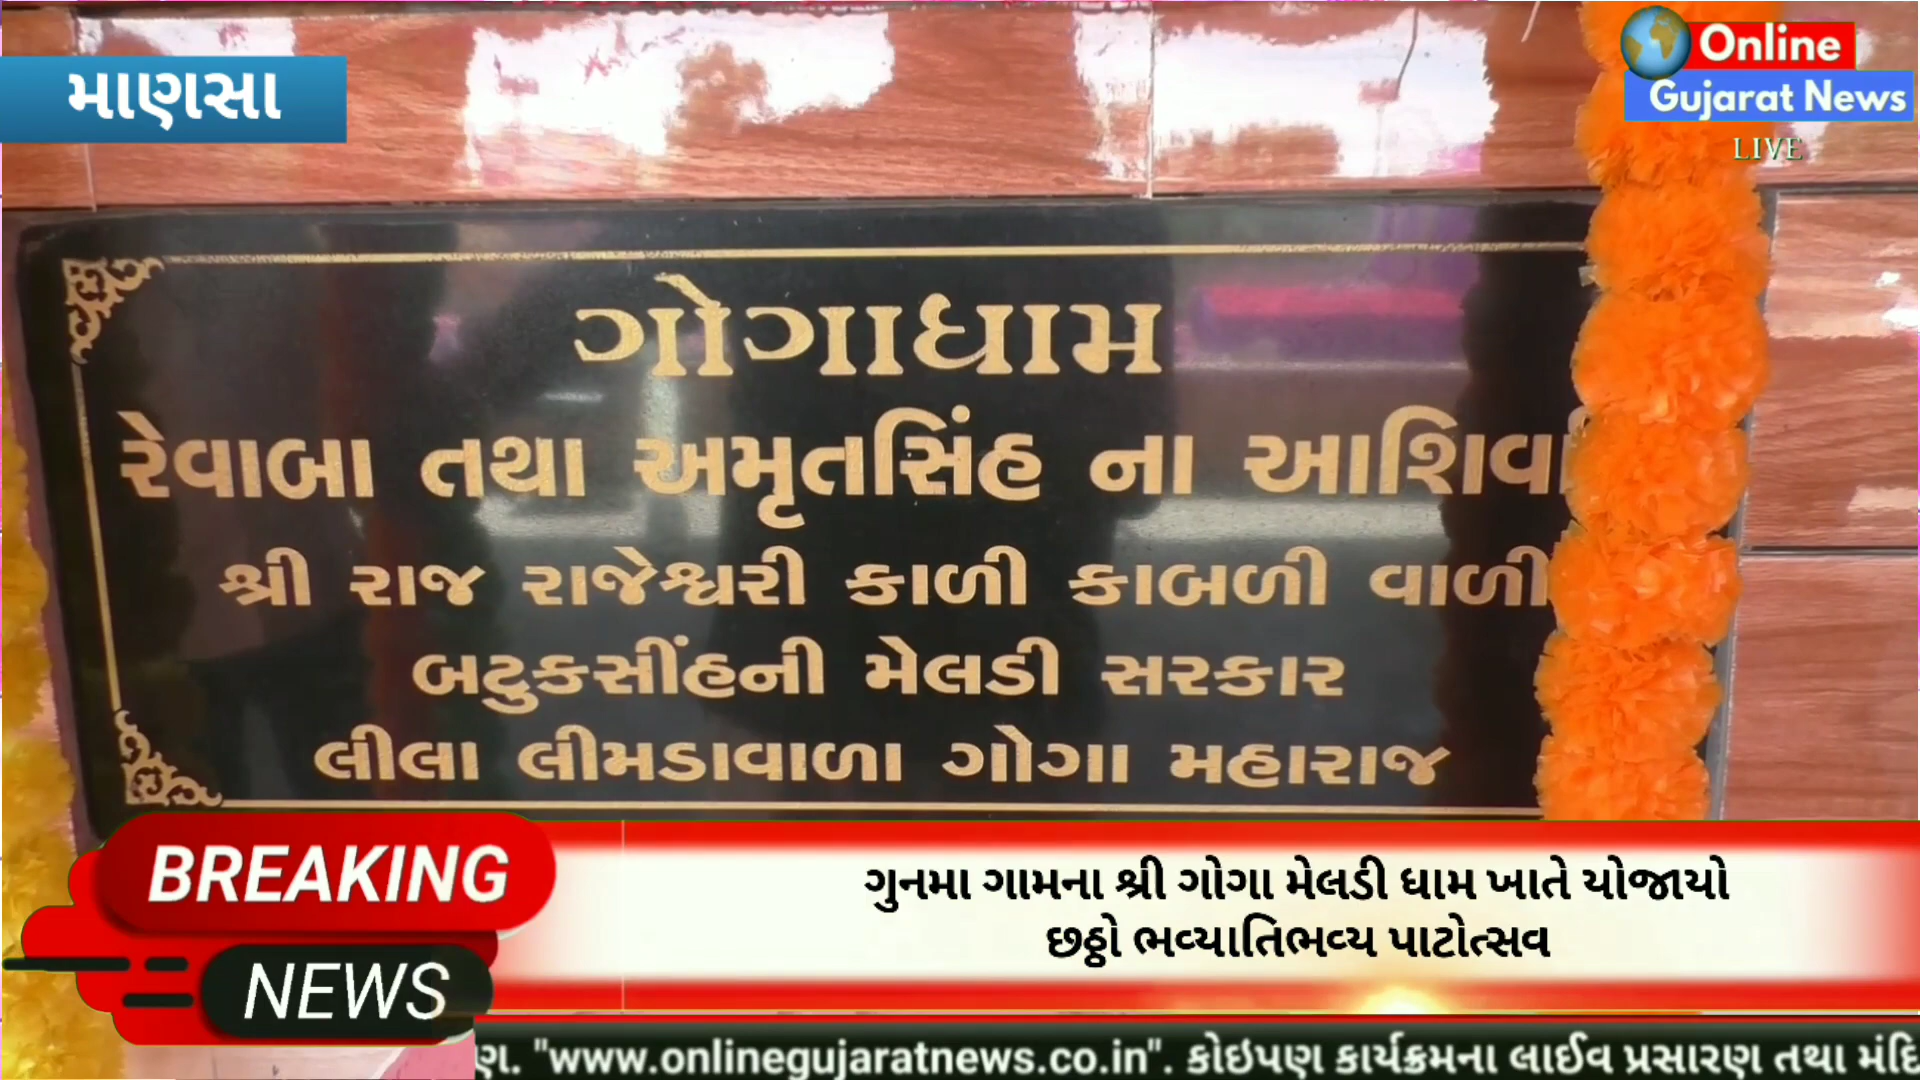 માણસા
Online
Gujarat News
LIVE
ગોગાધામ
રેવાબા તથા અમૃતસિંહ ના
શ્રી રાજ રાજેશ્વરી કાળી કાબળી વાળી
બટુકસીંહની મેલડી સરકાર
લીલા લીમડાવાળા ગોગા મહારાજ
BREAKING
NEWS
ગુનમા ગામના શ્રી ગોગા મેલડી ધામ ખાતે યોજાયો
છઠ્ઠો ભવ્યાતિભવ્ય પાટોત્સવ
"www.onlinegujaratnews.co.in". કોઇપણ કાર્યક્રમના લાઈવ પ્રસારણ તથા